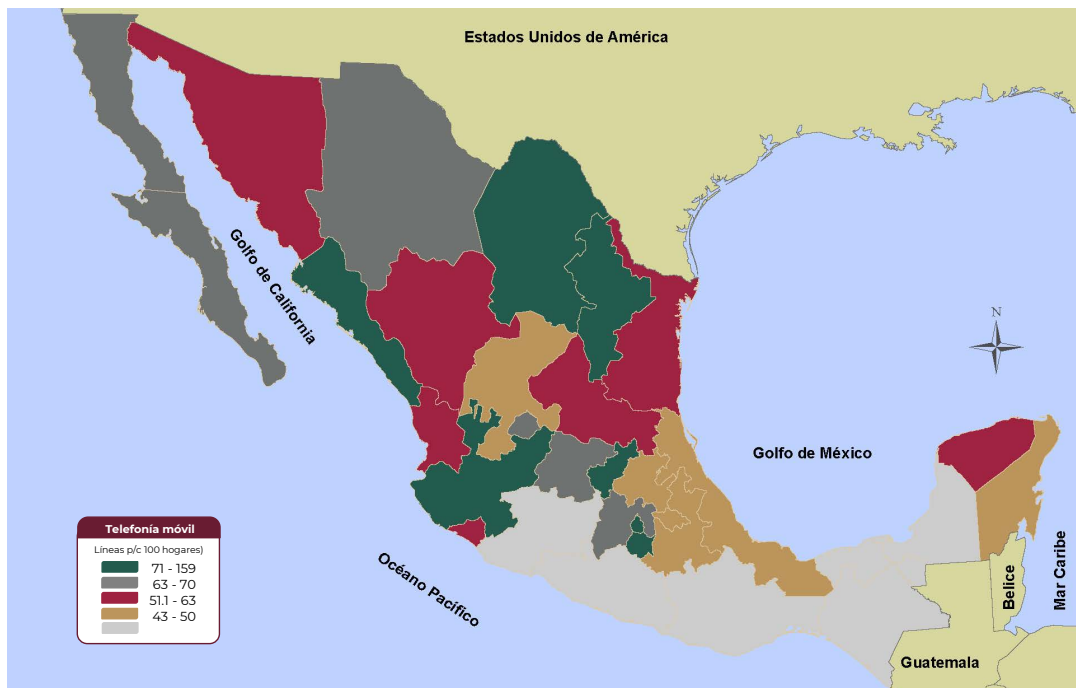 Estados Unidos de América
Golfo de California
N
Golfo de México
Telefonía móvil
Líneas p/c 100 hogares)
71 - 159
63 - 70
51.1 - 63
43 - 50
Océano Pacífico
Belice
Mar Caribe
Guatemala